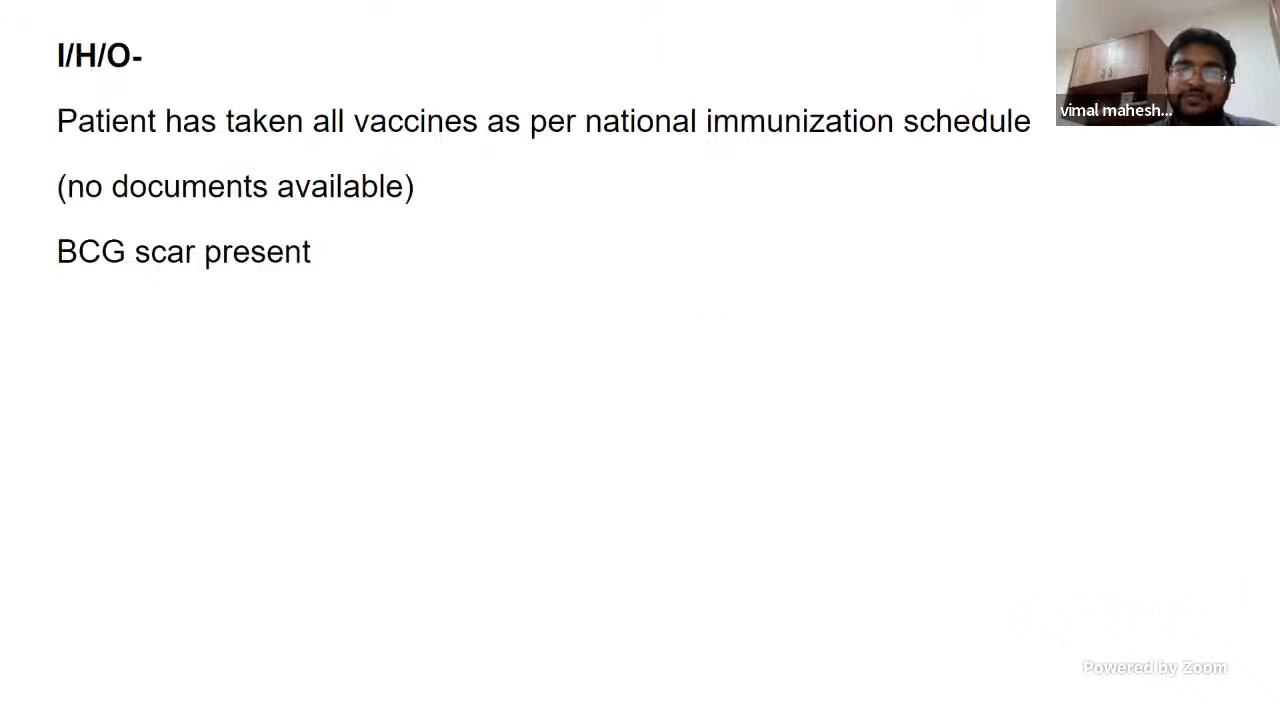 I/H/O-
Patient has taken all vaccines as per national immunization schedule
(no documents available)
BCG scar present
vimal mahesh...
Powered by Zoom